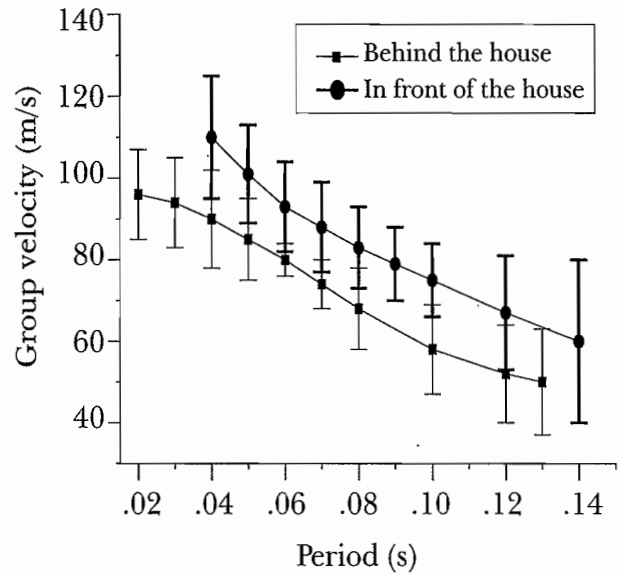 140
120
100
80
60
40
Group velocity (m/s)
Behind the house
In front of the house
.02 .04 .06 .08 .10 .12 .14
Period (s)